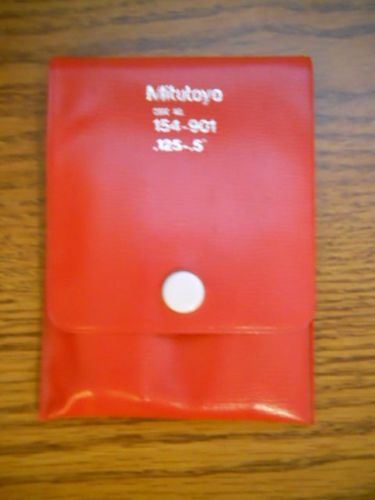 Mitutoyo
CODE NO.
154-901
.125-.5"